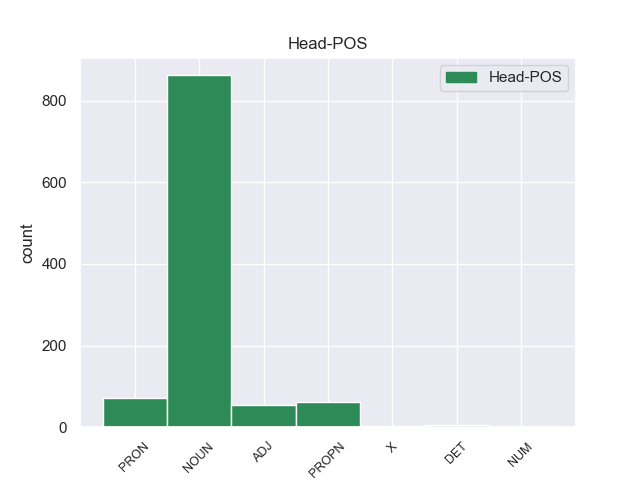 Head-POS
Head-POS
800
600
400
200
0
count
PRON
NOUN
ADJ
PROPN
X
DET
NUM